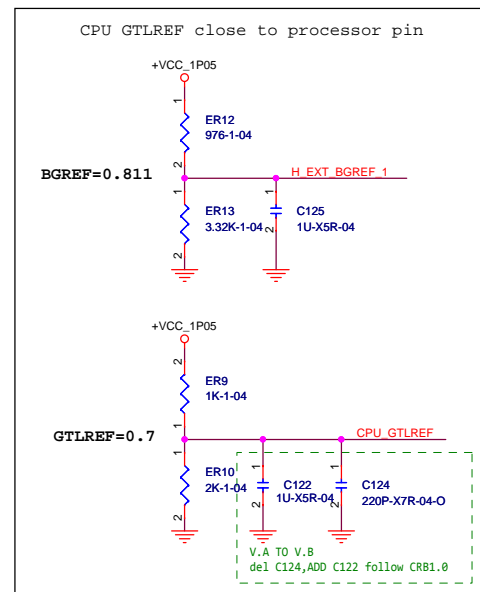 CPU GTLREF close to processor pin
+VCC_1P05
1
ER12
976-1-04
2
BGREF=0.811
H_EXT_BGREF_1
1
1
ER13
C125
3.32K-1-04
1U-X5R-04
2
2
+VCC_1P05
2
ER9
1K-1-04
1
GTLREF=0.7
CPU_GTLREF
1
1
1
ER10
C122
C124
2K-1-04
1U-X5R-04
220P-X7R-04-O
2
2
2
V.A TO V.B
del C124,ADD C122 follow CRB1.0